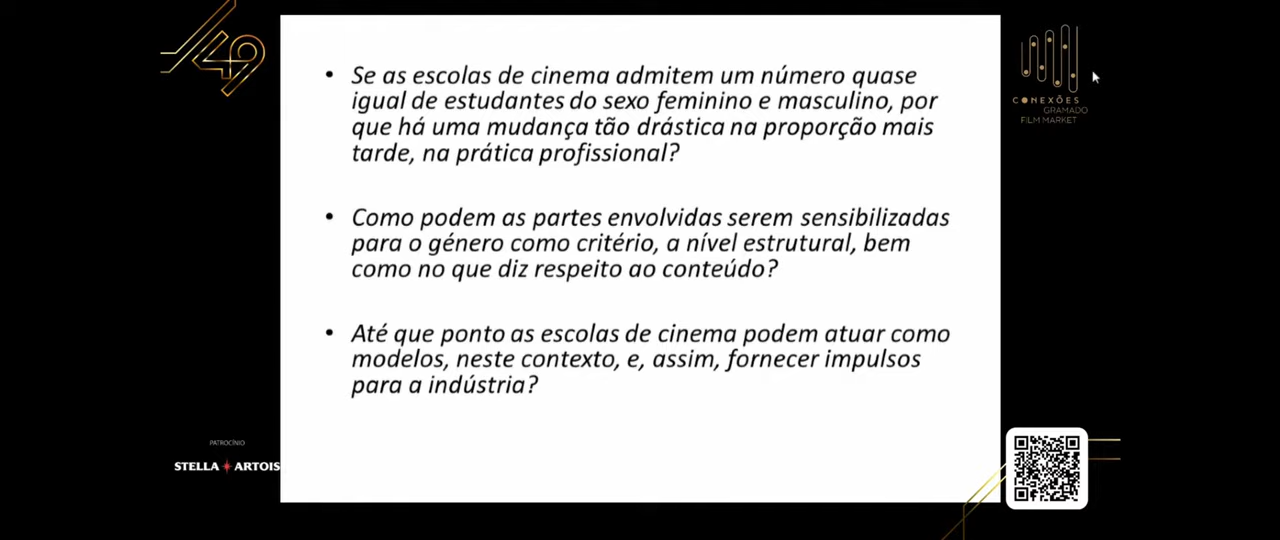 49
• Se as escolas de cinema admitem um número quase
igual de estudantes do sexo feminino e masculino, por
que há uma mudança tão drástica na proporção mais
tarde, na prática profissional?
• Como podem as partes envolvidas serem sensibilizadas
para o género como critério, a nível estrutural, bem
como no que diz respeito ao conteúdo?
• Até que ponto as escolas de cinema podem atuar como
modelos, neste contexto, e, assim, fornecer impulsos
para a indústria?
CONEXÕES
GRAMADO
FILM MARKET
PATROCÍNIO
STELLA ARTOIS